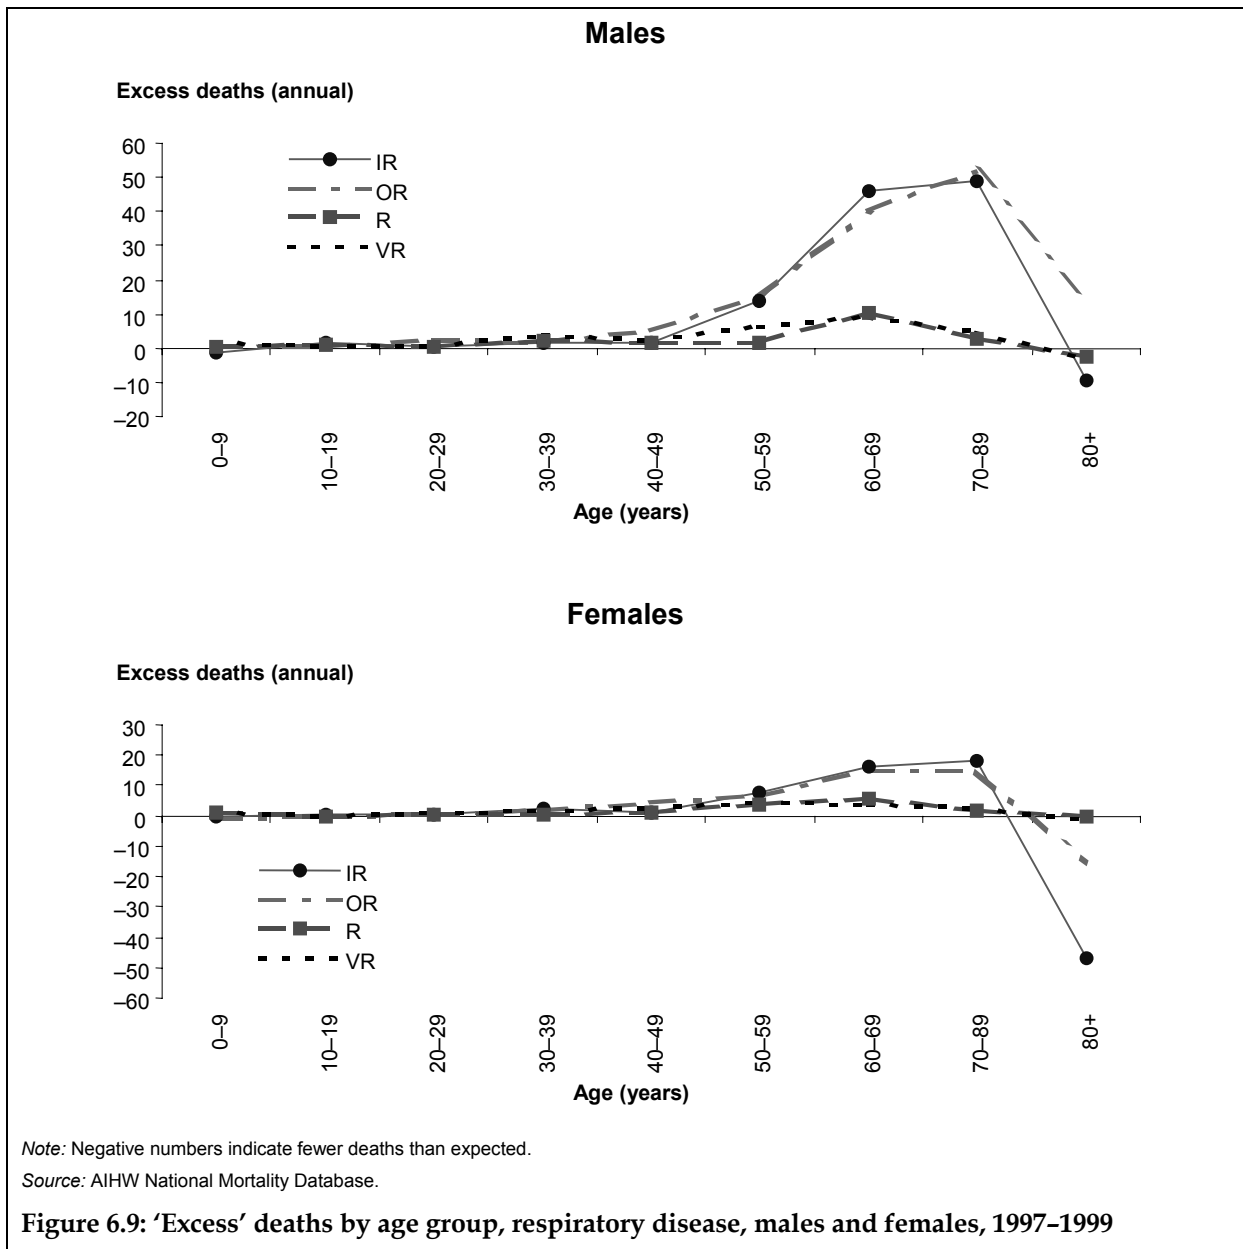 Males
Excess deaths (annual)
60
50
40
30
20
10
0
–10
–20
IR
OR
R
VR
0–9
10–19
20–29
30–39
40–49
50–59
60–69
70–89
80+
Age (years)
Females
Excess deaths (annual)
30
20
10
0
–10
–20
–30
–40
–50
–60
IR
OR
R
VR
0–9
10–19
20–29
30–39
40–49
50–59
60–69
70–89
80+
Age (years)
Note: Negative numbers indicate fewer deaths than expected.
Source: AIHW National Mortality Database.
Figure 6.9: ‘Excess’ deaths by age group, respiratory disease, males and females, 1997–1999